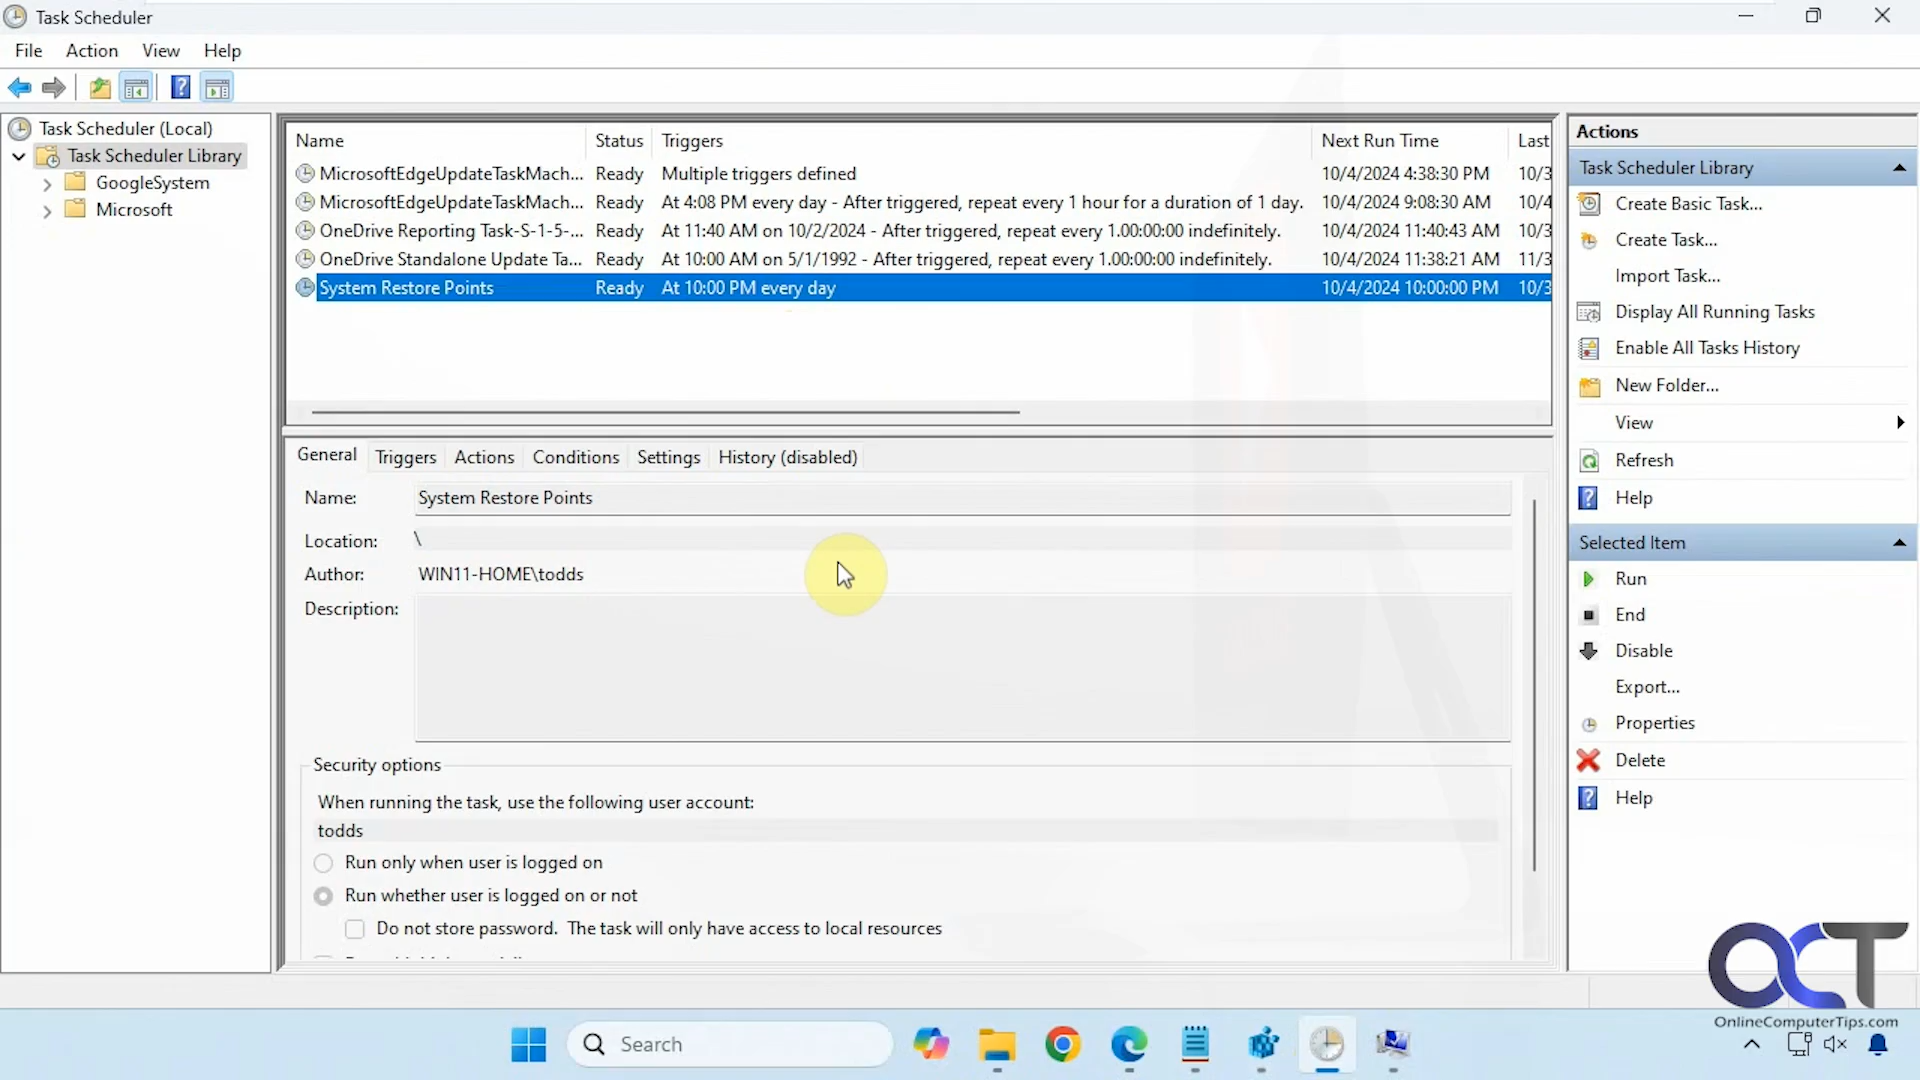 Task Scheduler
File Action View Help
Task Scheduler (Local)
Task Scheduler Library
GoogleSystem
Microsoft
Name Status Triggers Next Run Time Last
MicrosoftEdgeUpdateTaskMach... Ready Multiple triggers defined 10/4/2024 4:38:30 PM 10/3
MicrosoftEdgeUpdateTaskMach... Ready At 4:08 PM every day - After triggered, repeat every 1 hour for a duration of 1 day. 10/4/2024 9:08:30 AM 10/4
OneDrive Reporting Task-S-1-5-... Ready At 11:40 AM on 10/2/2024 - After triggered, repeat every 1.00:00:00 indefinitely. 10/4/2024 11:40:43 AM 10/3
OneDrive Standalone Update Ta... Ready At 10:00 AM on 5/1/1992 - After triggered, repeat every 1.00:00:00 indefinitely. 10/4/2024 11:38:21 AM 11/3
System Restore Points Ready At 10:00 PM every day 10/4/2024 10:00:00 PM 10/3
General Triggers Actions Conditions Settings History (disabled)
Name: System Restore Points
Location: \
Author: WIN11-HOME\todds
Description:
Security options
When running the task, use the following user account:
todds
Run only when user is logged on
Run whether user is logged on or not
Do not store password. The task will only have access to local resources
Actions
Task Scheduler Library
Create Basic Task...
Create Task...
Import Task...
Display All Running Tasks
Enable All Tasks History
New Folder...
View
Refresh
Help
Selected Item
Run
End
Disable
Export...
Properties
Delete
Help
OCT
OnlineComputerTips.com
Search